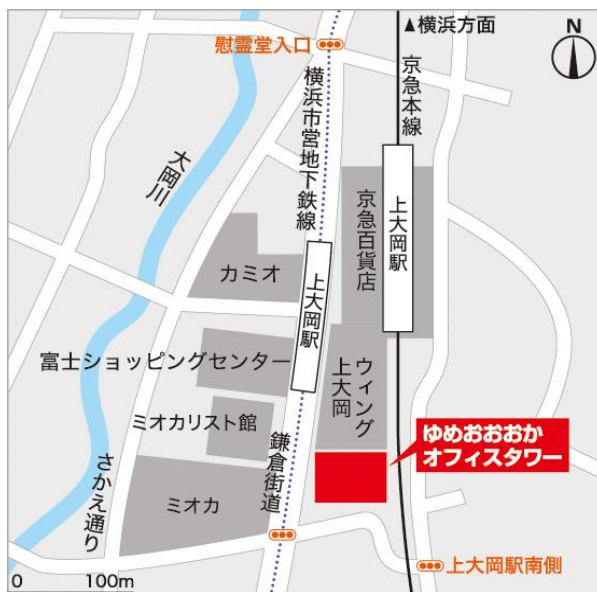 ▲横浜方面
N
慰霊堂入口
横浜市営地下鉄線
京急本線
大岡川
京急百貨店
上大岡駅
カミオ
上大岡駅
富士ショッピングセンター
ウィング
上大岡
ミオカリスト館
鎌倉街道
ゆめおおおか
オフィスタワー
さかえ通り
ミオカ
上大岡駅南側
0 100m